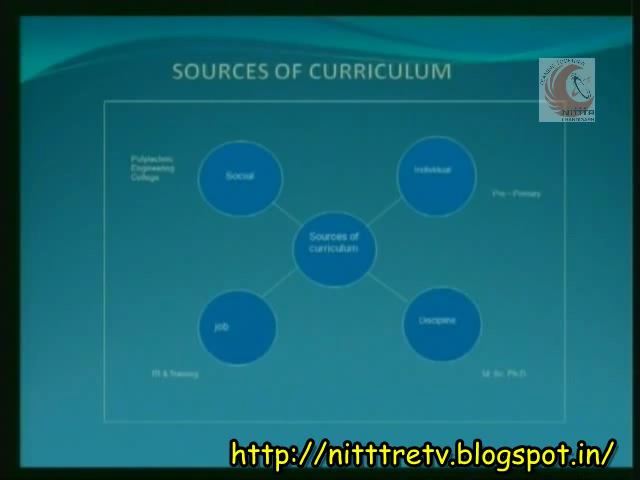 SOURCES OF CURRICULUM
NITTTR
CHANDIGARH
Polytechnic
Engineering
College
Social
Individual
Pre - Primary
Sources of
curriculum
job
Discipline
ITI & Training
M. Sc. Ph.D
http://nitttretv.blogspot.in/